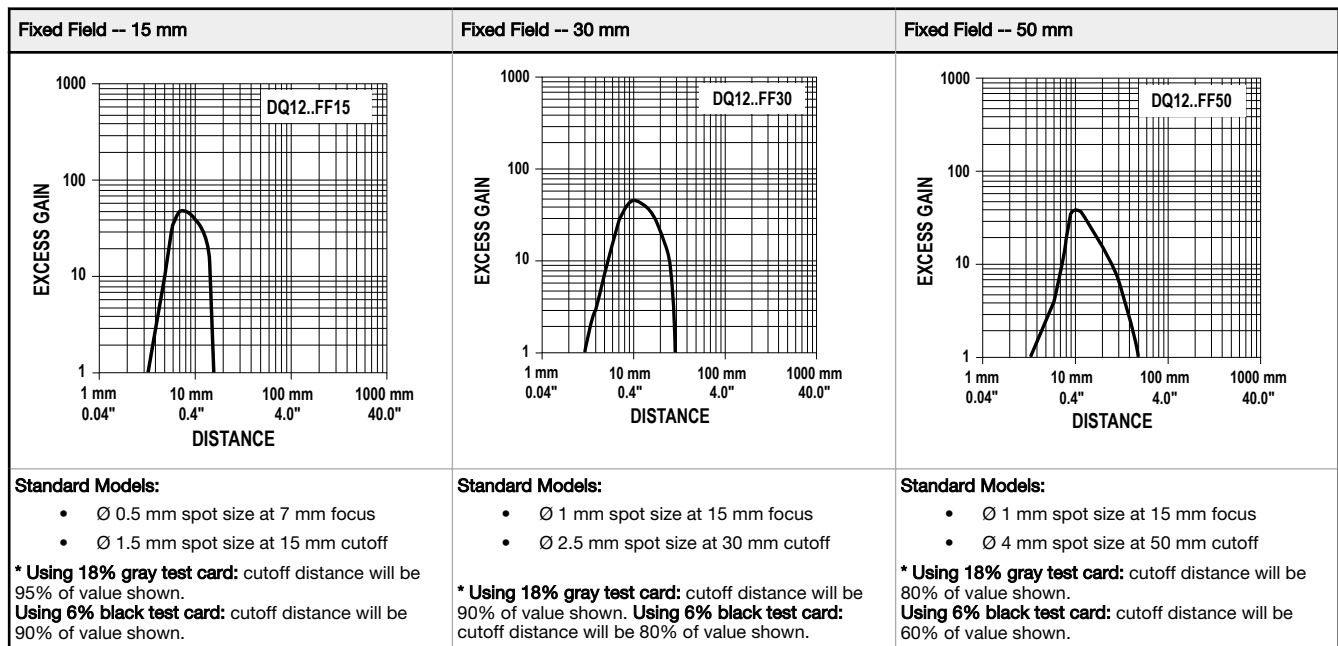 Fixed Field -- 15 mm
Fixed Field -- 30 mm
Fixed Field -- 50 mm
1000
100
10
1
EXCESS GAIN
DQ12..FF15
1 mm 10 mm 100 mm 1000 mm
0.04" 0.4" 4.0" 40.0"
DISTANCE
1000
100
10
1
EXCESS GAIN
DQ12..FF30
1 mm 10 mm 100 mm 1000 mm
0.04" 0.4" 4.0" 40.0"
DISTANCE
1000
100
10
1
EXCESS GAIN
DQ12..FF50
1 mm 10 mm 100 mm 1000 mm
0.04" 0.4" 4.0" 40.0"
DISTANCE
Standard Models:
• Ø 0.5 mm spot size at 7 mm focus
• Ø 1.5 mm spot size at 15 mm cutoff
* Using 18% gray test card: cutoff distance will be
95% of value shown.
Using 6% black test card: cutoff distance will be
90% of value shown.
Standard Models:
• Ø 1 mm spot size at 15 mm focus
• Ø 2.5 mm spot size at 30 mm cutoff
* Using 18% gray test card: cutoff distance will be
90% of value shown. Using 6% black test card:
cutoff distance will be 80% of value shown.
Standard Models:
• Ø 1 mm spot size at 15 mm focus
• Ø 4 mm spot size at 50 mm cutoff
* Using 18% gray test card: cutoff distance will be
80% of value shown.
Using 6% black test card: cutoff distance will be
60% of value shown.